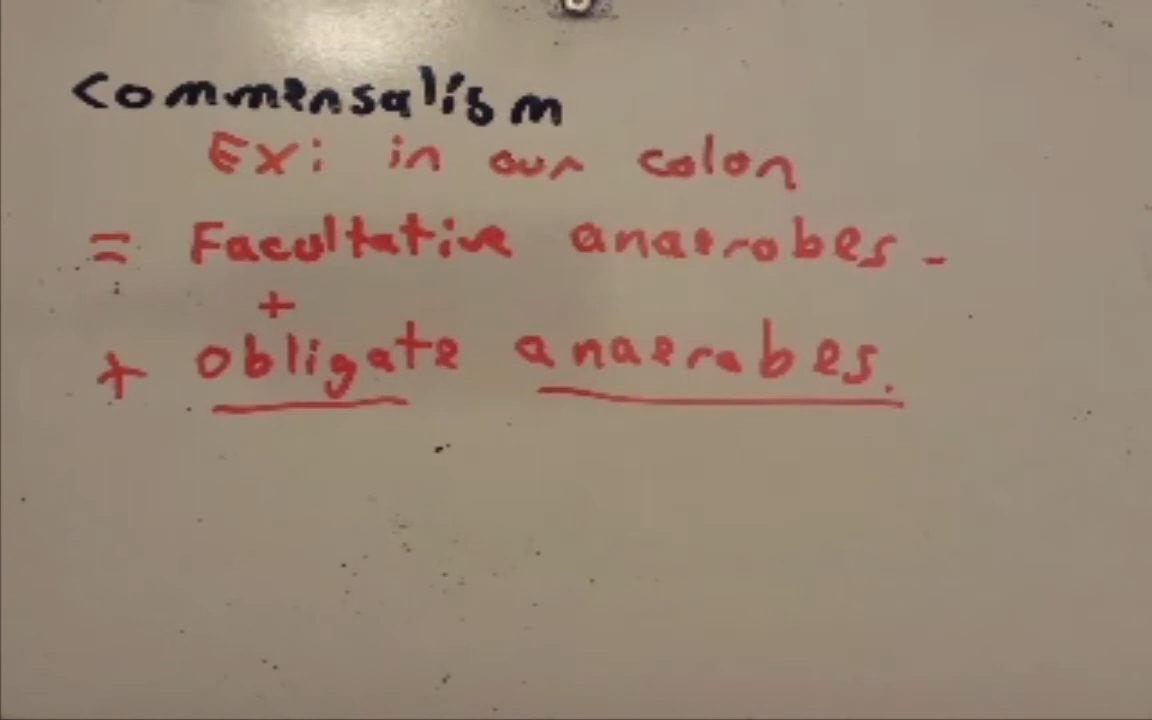 Commensalism
Ex: in our colon
= Facultative anaerobes -
+
+ obligate anaerobes.